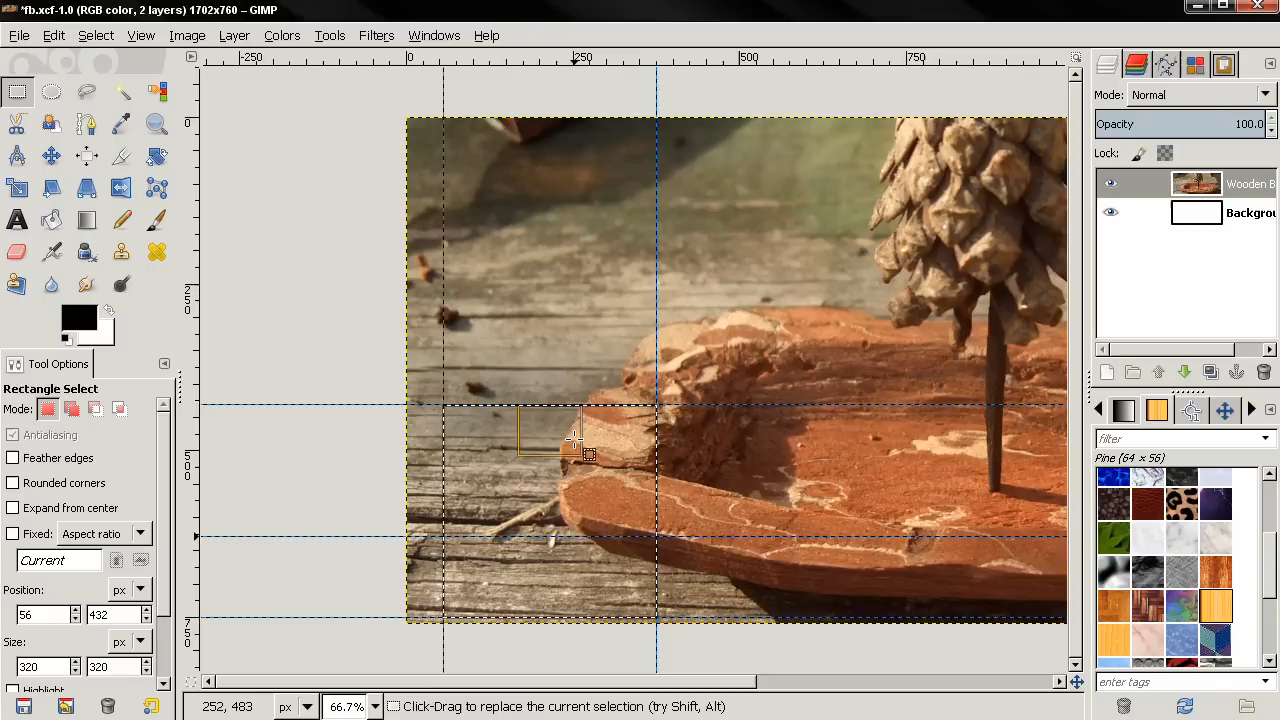 *fb.xcf-1.0 (RGB color, 2 layers) 1702x760 – GIMP
File Edit Select View Image Layer Colors Tools Filters Windows Help
-250 0 250 500 750
Mode: Normal
Opacity 100.0
Lock:
Wooden B
Backgrou
0
250
500
750
Tool Options
Rectangle Select
Mode:
Antialiasing
Feather edges
Rounded corners
Expand from center
Fixed: Aspect ratio
Current
Position:
px
56 432
Size:
px
320 320
Highlight
filter
Pine (64 × 56)
enter tags
252, 483 px 66.7% Click-Drag to replace the current selection (try Shift, Alt)